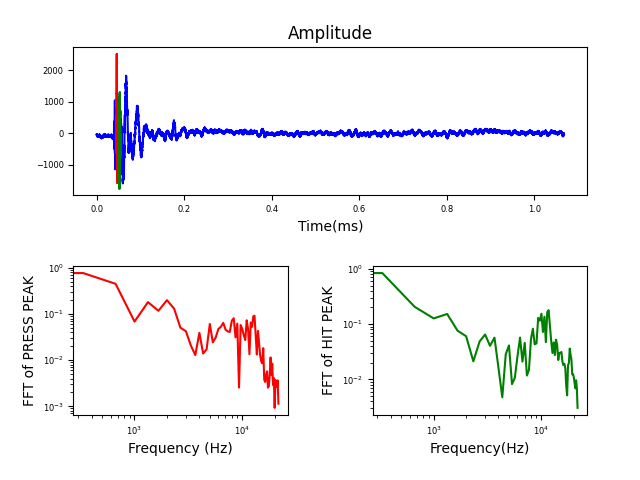 Amplitude
2000
1000
0
−1000
0.0 0.2 0.4 0.6 0.8 1.0
Time(ms)
FFT of PRESS PEAK
10⁰
10⁻¹
10⁻²
10⁻³
10³ 10⁴
Frequency (Hz)
FFT of HIT PEAK
10⁰
10⁻¹
10⁻²
10³ 10⁴
Frequency(Hz)